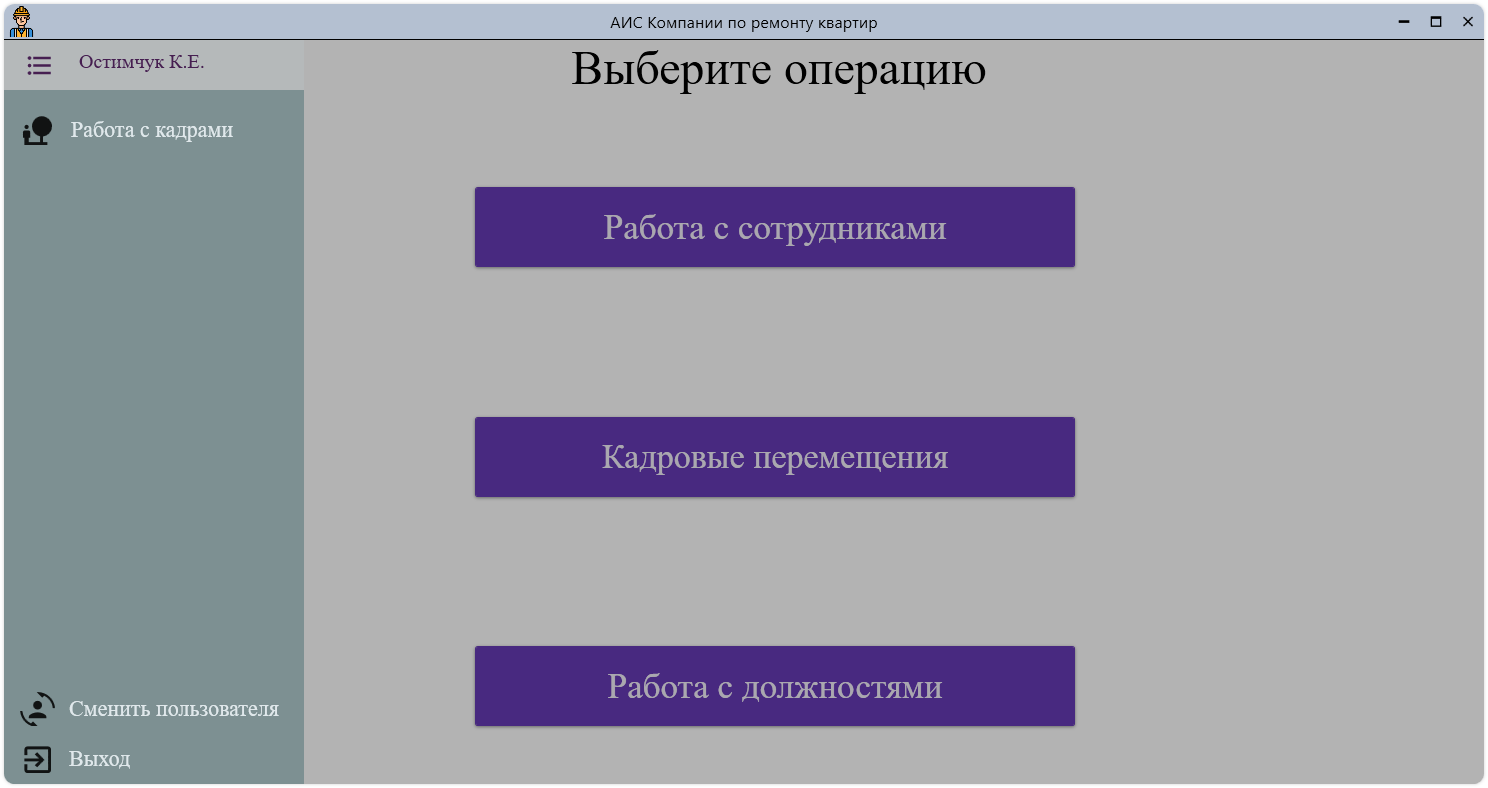 АИС Компании по ремонту квартир
Остимчук К.Е.
Выберите операцию
Работа с кадрами
Работа с сотрудниками
Кадровые перемещения
Работа с должностями
Сменить пользователя
Выход